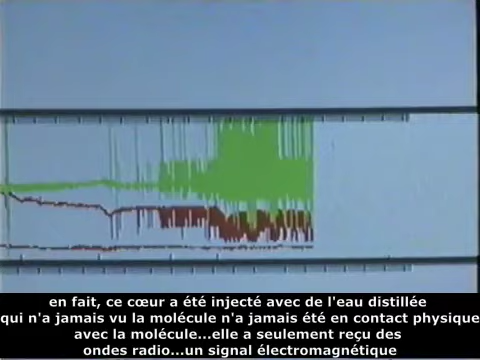 en fait, ce cœur a été injecté avec de l'eau distillée
qui n'a jamais vu la molécule n'a jamais été en contact physique
avec la molécule...elle a seulement reçu des
ondes radio...un signal électromagnétique